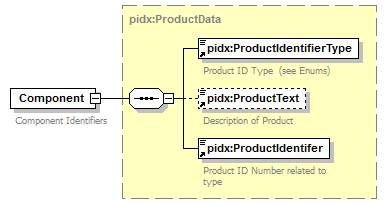 pidx:ProductData
pidx:ProductIdentifierType
Product ID Type (see Enums)
Component
Component Identifiers
pidx:ProductText
Description of Product
pidx:ProductIdentifer
Product ID Number related to
type